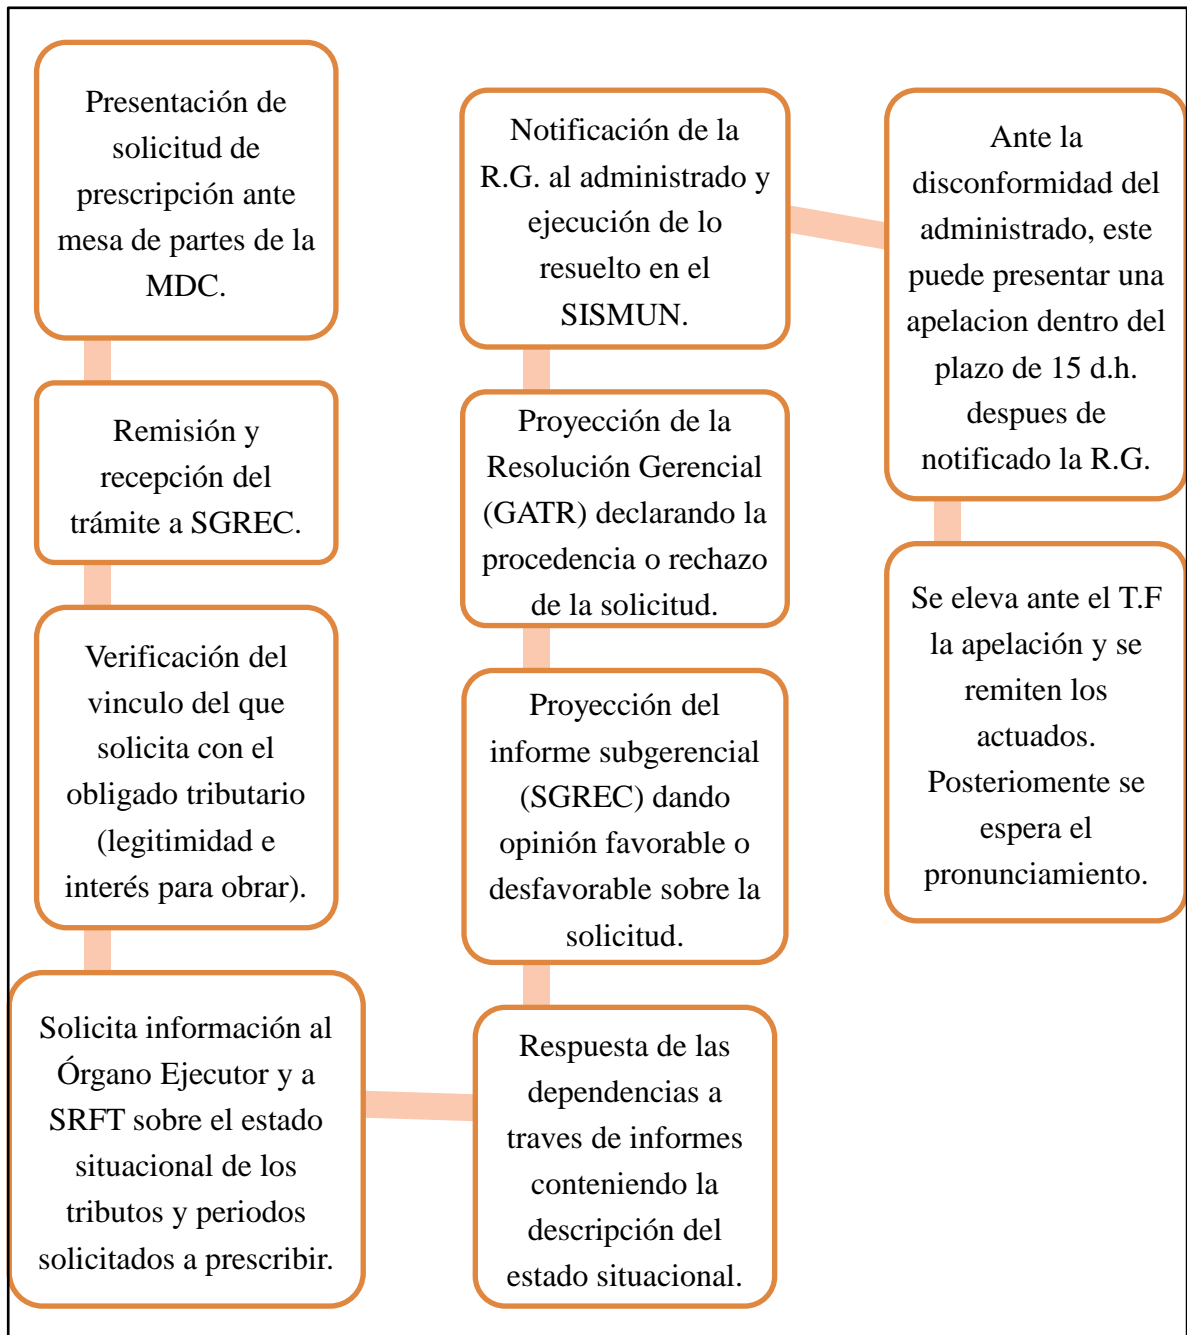 Presentación de
solicitud de
prescripción ante
mesa de partes de la
MDC.
Remisión y
recepción del
trámite a SGREC.
Verificación del
vinculo del que
solicita con el
obligado tributario
(legitimidad e
interés para obrar).
Solicita información al
Órgano Ejecutor y a
SRFT sobre el estado
situacional de los
tributos y periodos
solicitados a prescribir.
Respuesta de las
dependencias a
traves de informes
conteniendo la
descripción del
estado situacional.
Proyección del
informe subgerencial
(SGREC) dando
opinión favorable o
desfavorable sobre la
solicitud.
Proyección de la
Resolución Gerencial
(GATR) declarando la
procedencia o rechazo
de la solicitud.
Notificación de la
R.G. al administrado y
ejecución de lo
resuelto en el
SISMUN.
Ante la
disconformidad del
administrado, este
puede presentar una
apelacion dentro del
plazo de 15 d.h.
despues de
notificado la R.G.
Se eleva ante el T.F
la apelación y se
remiten los
actuados.
Posteriomente se
espera el
pronunciamiento.